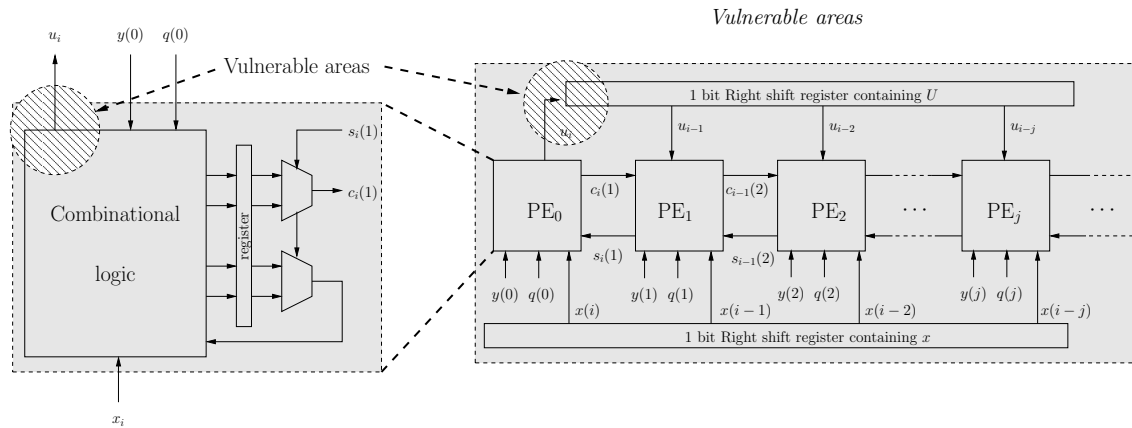 Vulnerable areas
u_i
y(0)
q(0)
Vulnerable areas
s_i(1)
c_i(1)
Combinational
logic
register
x_i
1 bit Right shift register containing U
u_i
u_{i-1}
u_{i-2}
u_{i-j}
PE_0
c_i(1)
PE_1
c_{i-1}(2)
PE_2
...
PE_j
...
s_i(1)
s_{i-1}(2)
y(0)
q(0)
y(1)
q(1)
y(2)
q(2)
y(j)
q(j)
x(i)
x(i − 1)
x(i − 2)
x(i − j)
1 bit Right shift register containing x